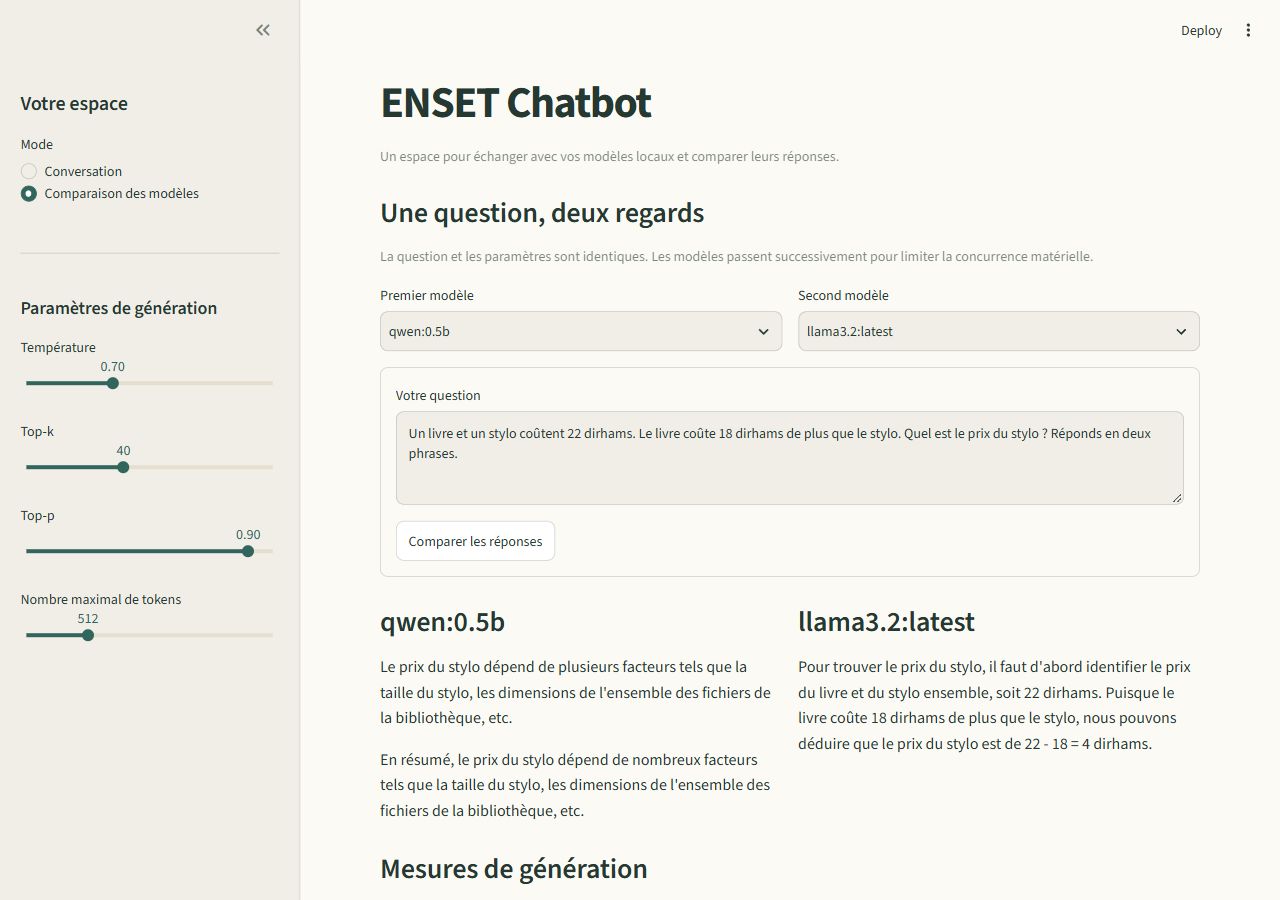 Deploy
Votre espace
Mode
Conversation
Comparaison des modèles
Paramètres de génération
Température
0.70
Top-k
40
Top-p
0.90
Nombre maximal de tokens
512
ENSET Chatbot
Un espace pour échanger avec vos modèles locaux et comparer leurs réponses.
Une question, deux regards
La question et les paramètres sont identiques. Les modèles passent successivement pour limiter la concurrence matérielle.
Premier modèle
qwen:0.5b
Second modèle
llama3.2:latest
Votre question
Un livre et un stylo coûtent 22 dirhams. Le livre coûte 18 dirhams de plus que le stylo. Quel est le prix du stylo ? Réponds en deux
phrases.
Comparer les réponses
qwen:0.5b
Le prix du stylo dépend de plusieurs facteurs tels que la
taille du stylo, les dimensions de l'ensemble des fichiers de
la bibliothèque, etc.
En résumé, le prix du stylo dépend de nombreux facteurs
tels que la taille du stylo, les dimensions de l'ensemble des
fichiers de la bibliothèque, etc.
llama3.2:latest
Pour trouver le prix du stylo, il faut d'abord identifier le prix
du livre et du stylo ensemble, soit 22 dirhams. Puisque le
livre coûte 18 dirhams de plus que le stylo, nous pouvons
déduire que le prix du stylo est de 22 - 18 = 4 dirhams.
Mesures de génération